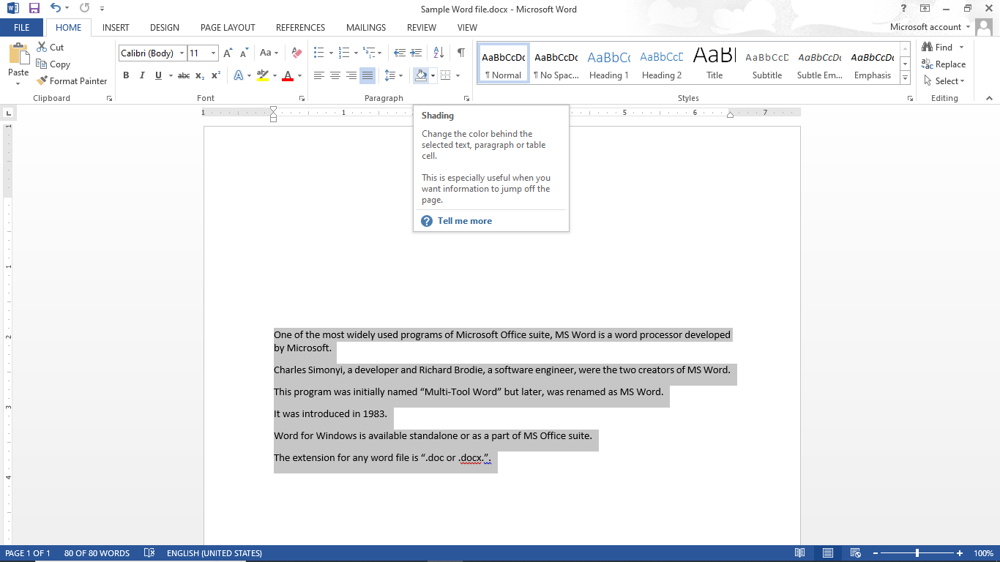 Sample Word file.docx - Microsoft Word
FILE HOME INSERT DESIGN PAGE LAYOUT REFERENCES MAILINGS REVIEW VIEW Microsoft account
Paste
Cut
Copy
Format Painter
Clipboard
Calibri (Body) 11
Font
Paragraph
AaBbCcDc AaBbCcDc AaBbCc AaBbCcD AaBl AaBbCcD AaBbCcDc AaBbCcDc
¶ Normal ¶ No Spac... Heading 1 Heading 2 Title Subtitle Subtle Em... Emphasis
Styles
Find
Replace
Select
Editing
1 1 5 6 7
Shading
Change the color behind the
selected text, paragraph or table
cell.
This is especially useful when you
want information to jump off the
page.
Tell me more
One of the most widely used programs of Microsoft Office suite, MS Word is a word processor developed
by Microsoft.
Charles Simonyi, a developer and Richard Brodie, a software engineer, were the two creators of MS Word.
This program was initially named “Multi-Tool Word” but later, was renamed as MS Word.
It was introduced in 1983.
Word for Windows is available standalone or as a part of MS Office suite.
The extension for any word file is “.doc or .docx.”.
PAGE 1 OF 1 80 OF 80 WORDS ENGLISH (UNITED STATES) 100%